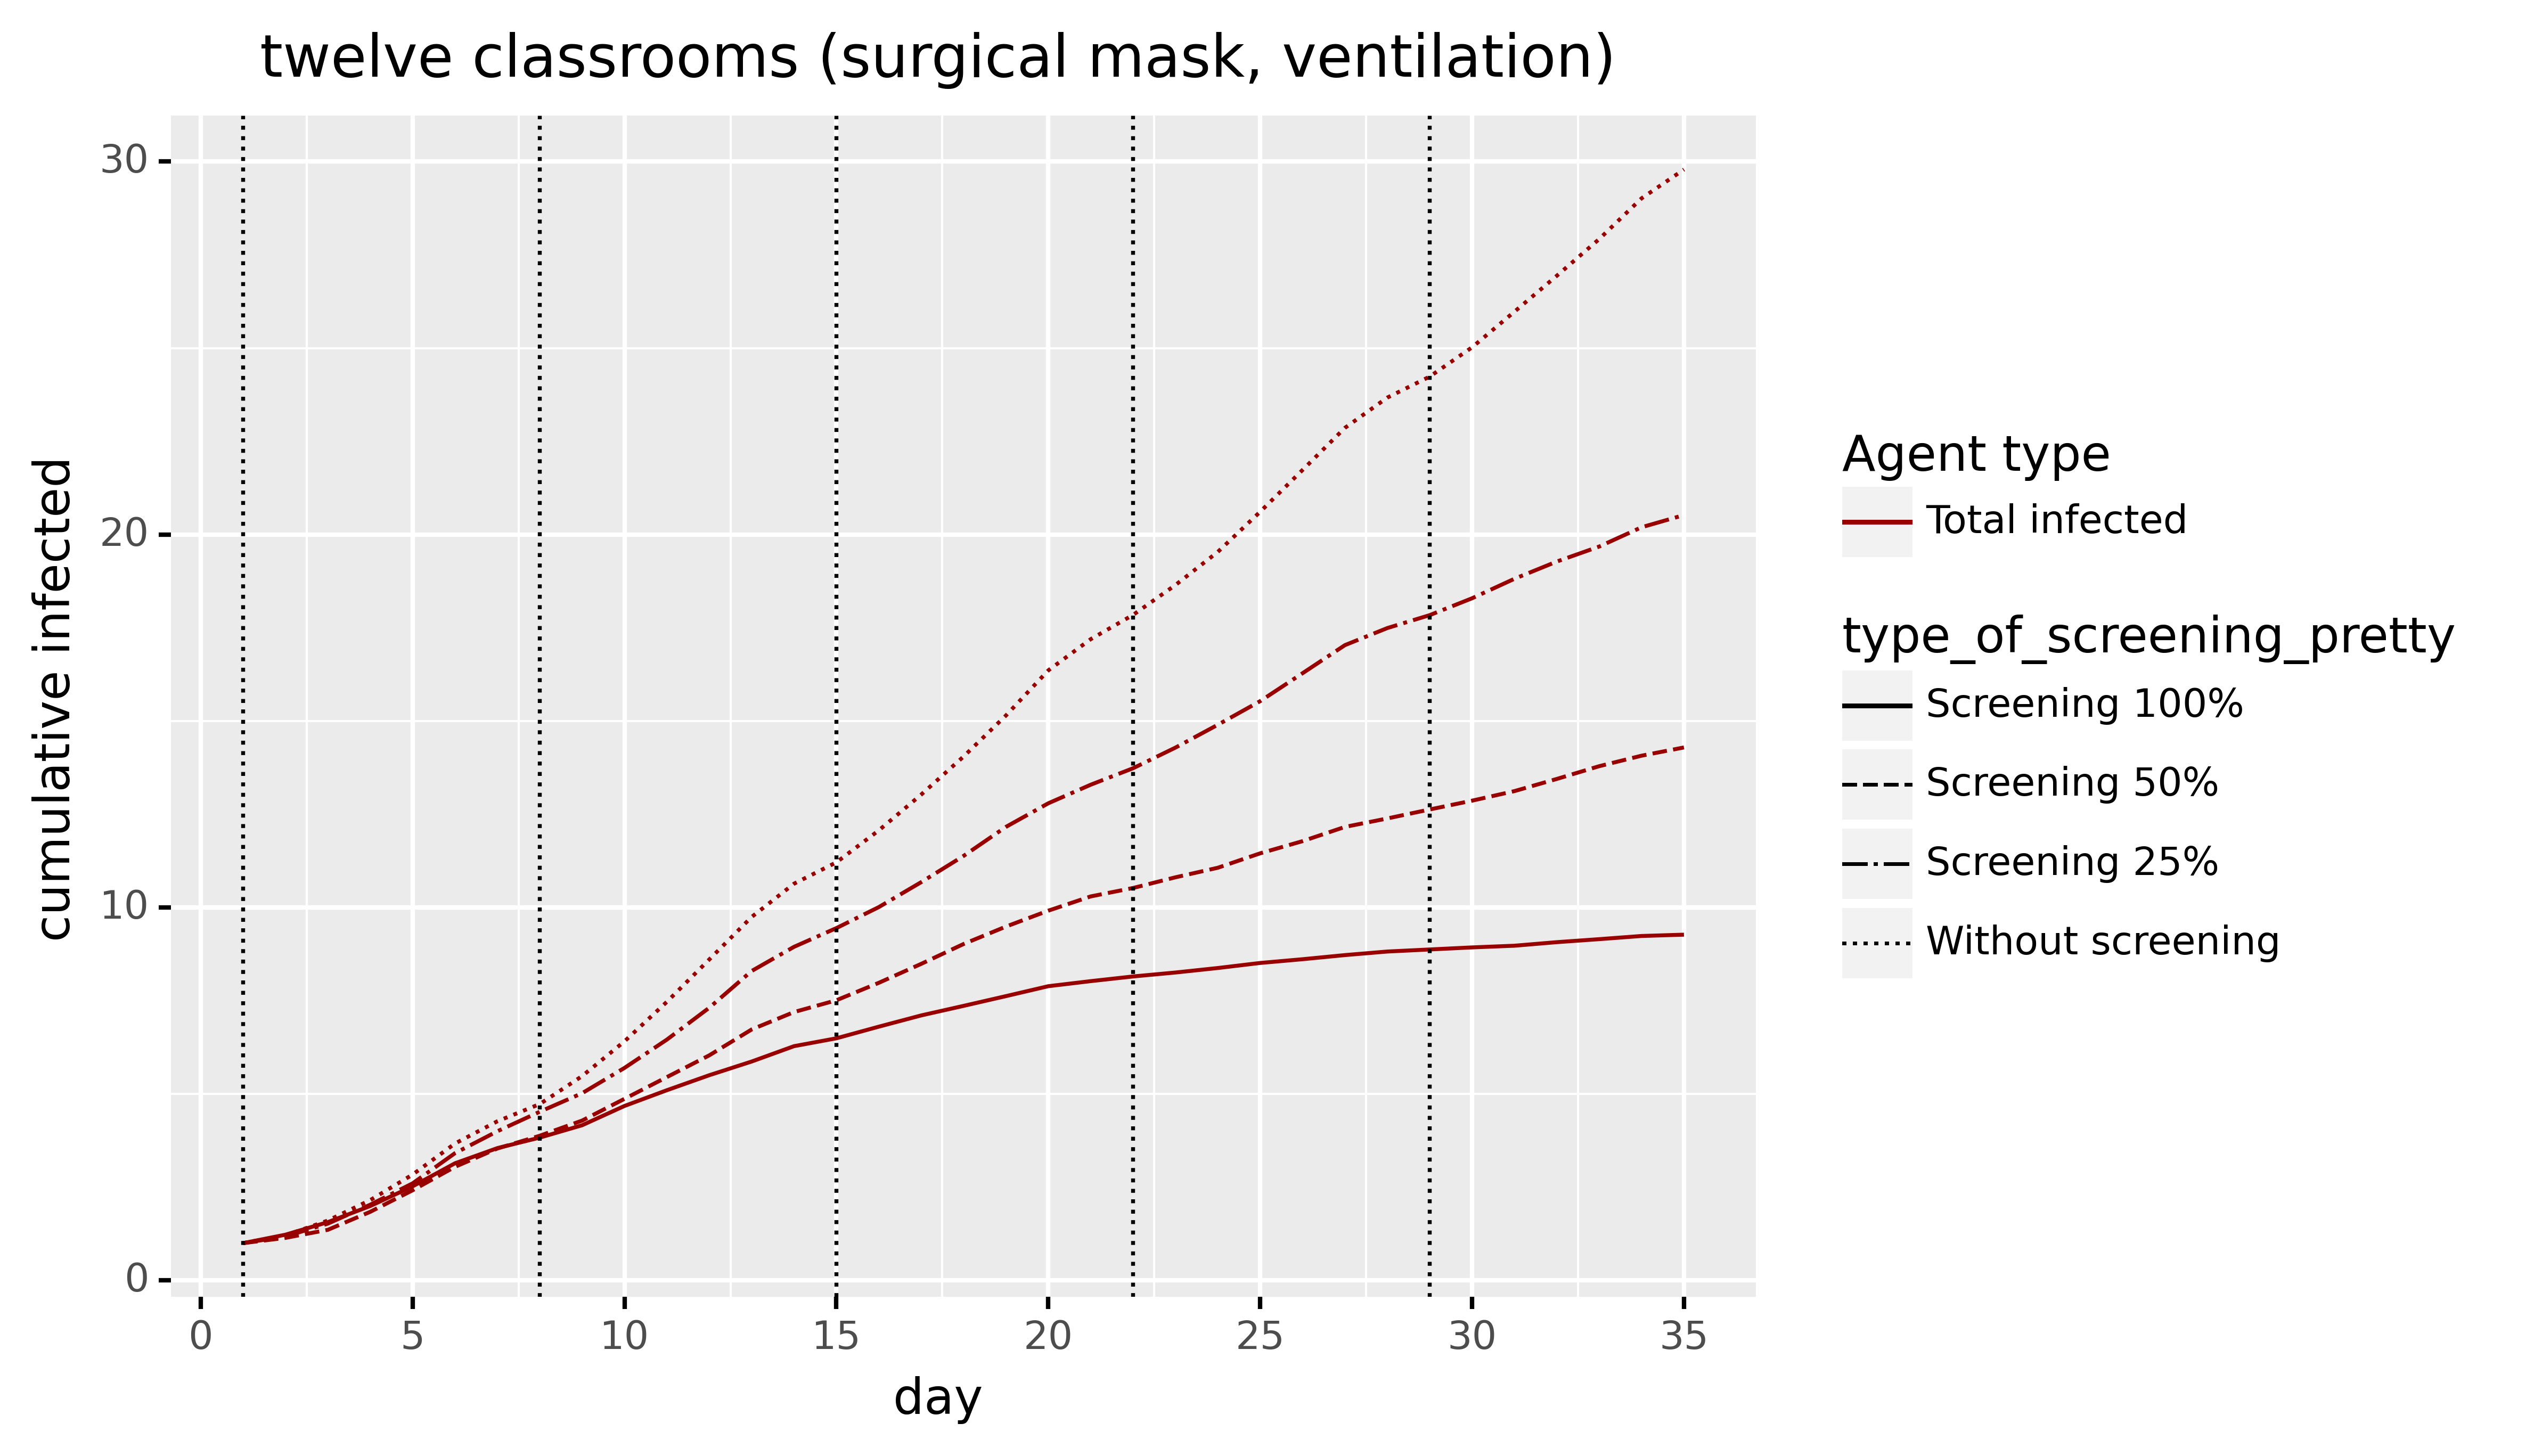 twelve classrooms (surgical mask, ventilation)
cumulative infected
30
20
10
0
0 5 10 15 20 25 30 35
day
Agent type
Total infected
type_of_screening_pretty
Screening 100%
Screening 50%
Screening 25%
Without screening